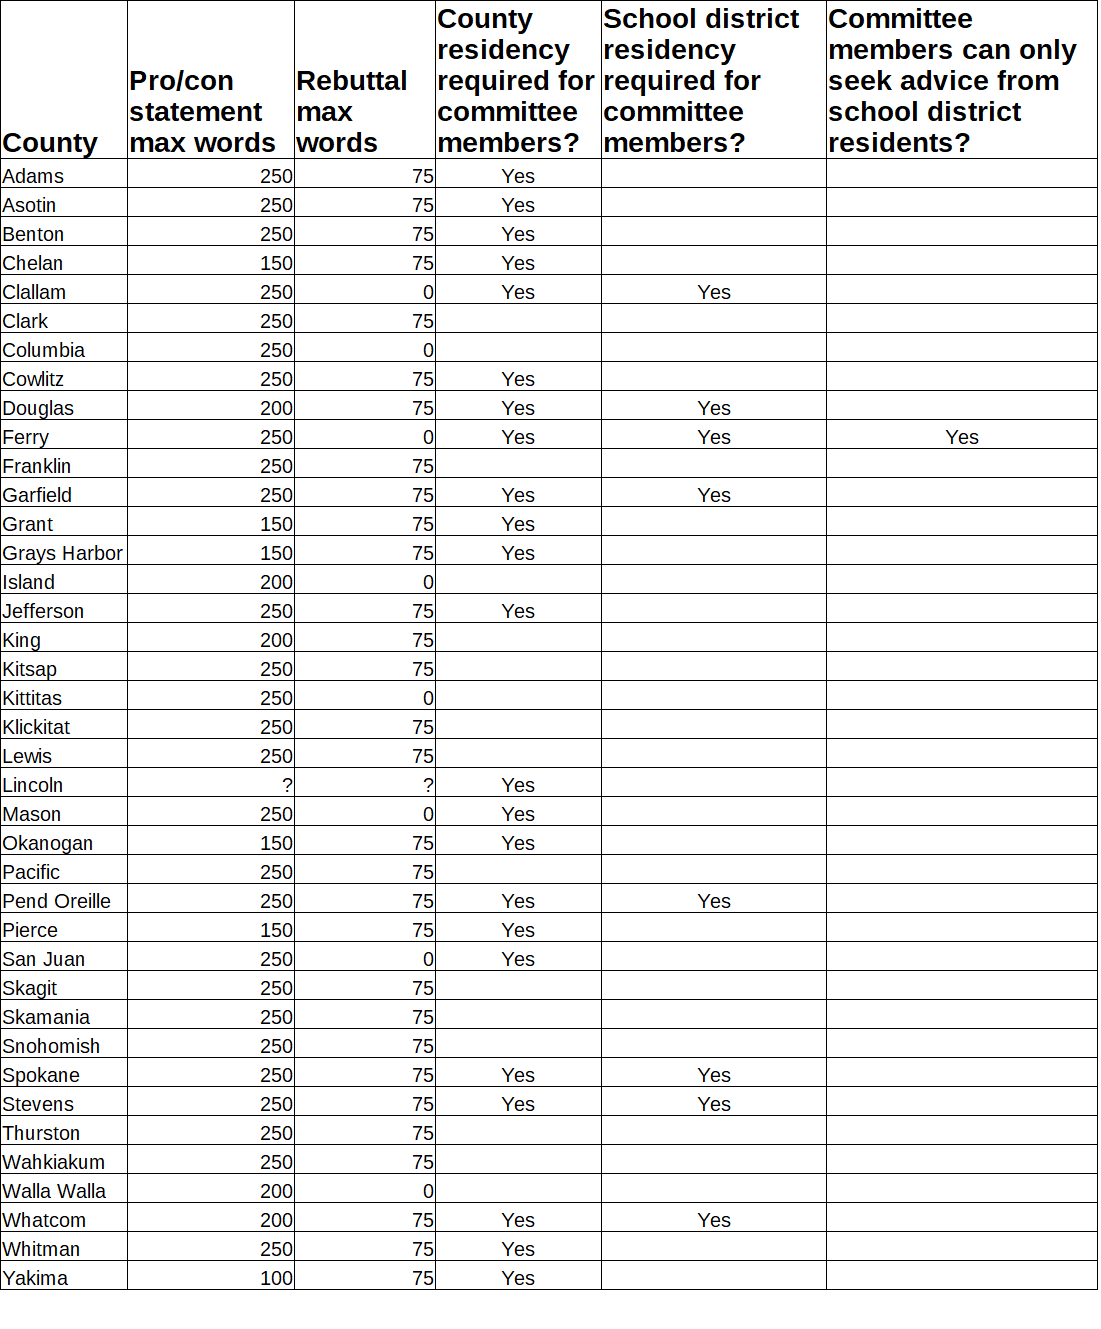 County Pro/con statement max words Rebuttal max words County residency required for committee members? School district residency required for committee members? Committee members can only seek advice from school district residents?
Adams 250 75 Yes
Asotin 250 75 Yes
Benton 250 75 Yes
Chelan 150 75 Yes
Clallam 250 0 Yes Yes
Clark 250 75
Columbia 250 0
Cowlitz 250 75 Yes
Douglas 200 75 Yes Yes
Ferry 250 0 Yes Yes Yes
Franklin 250 75
Garfield 250 75 Yes Yes
Grant 150 75 Yes
Grays Harbor 150 75 Yes
Island 200 0
Jefferson 250 75 Yes
King 200 75
Kitsap 250 75
Kittitas 250 0
Klickitat 250 75
Lewis 250 75
Lincoln ? ? Yes
Mason 250 0 Yes
Okanogan 150 75 Yes
Pacific 250 75
Pend Oreille 250 75 Yes Yes
Pierce 150 75 Yes
San Juan 250 0 Yes
Skagit 250 75
Skamania 250 75
Snohomish 250 75
Spokane 250 75 Yes Yes
Stevens 250 75 Yes Yes
Thurston 250 75
Wahkiakum 250 75
Walla Walla 200 0
Whatcom 200 75 Yes Yes
Whitman 250 75 Yes
Yakima 100 75 Yes